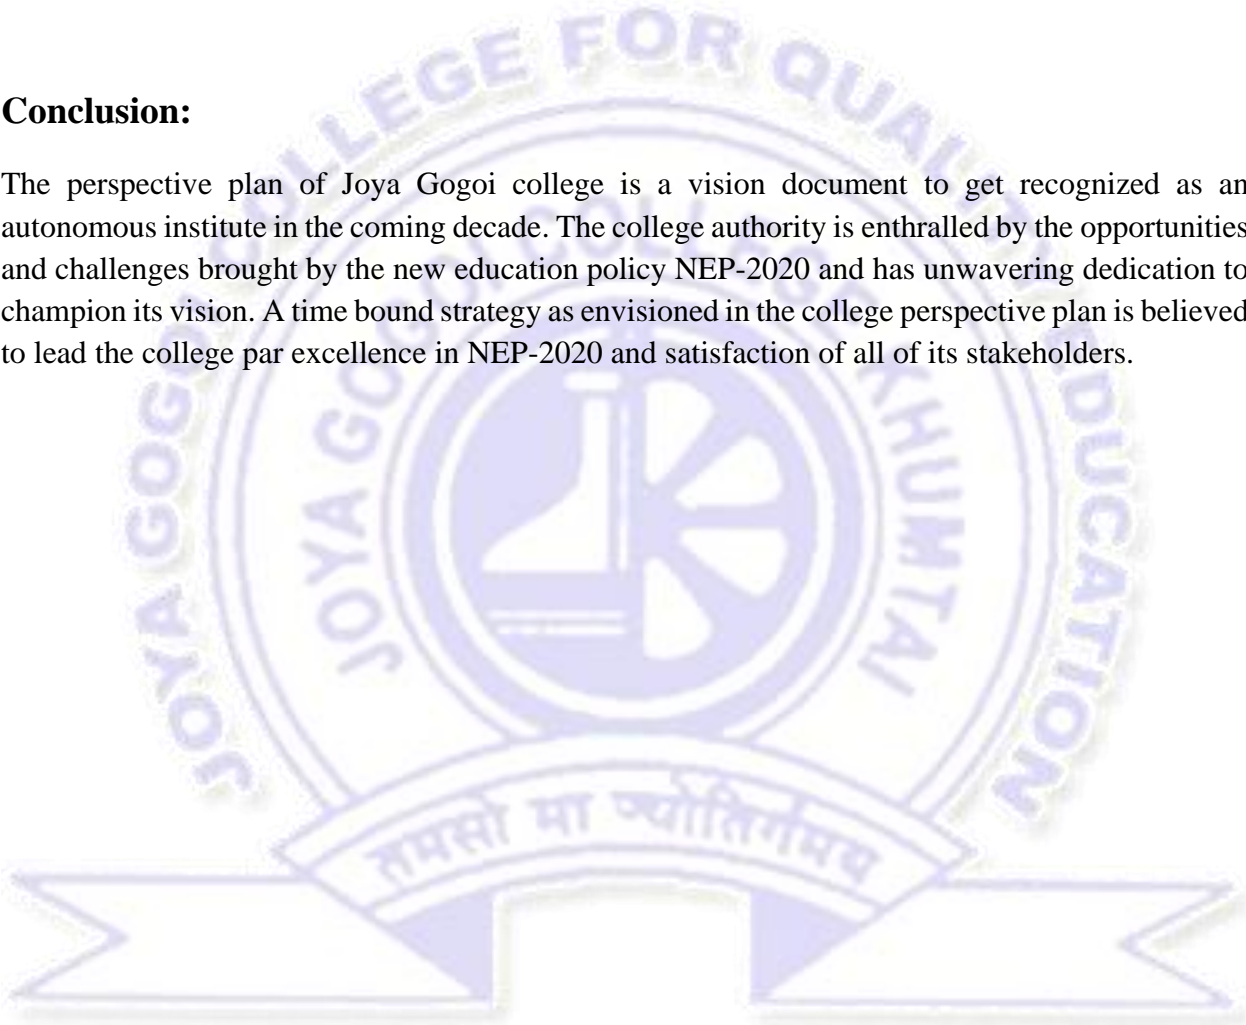 JOYA GOGOI COLLEGE FOR QUALITY EDUCATION
JOYA GOGOI COLLEGE KHUMTAI
Conclusion:
The perspective plan of Joya Gogoi college is a vision document to get recognized as an
autonomous institute in the coming decade. The college authority is enthralled by the opportunities
and challenges brought by the new education policy NEP-2020 and has unwavering dedication to
champion its vision. A time bound strategy as envisioned in the college perspective plan is believed
to lead the college par excellence in NEP-2020 and satisfaction of all of its stakeholders.
तमसो मा ज्योतिर्गमय